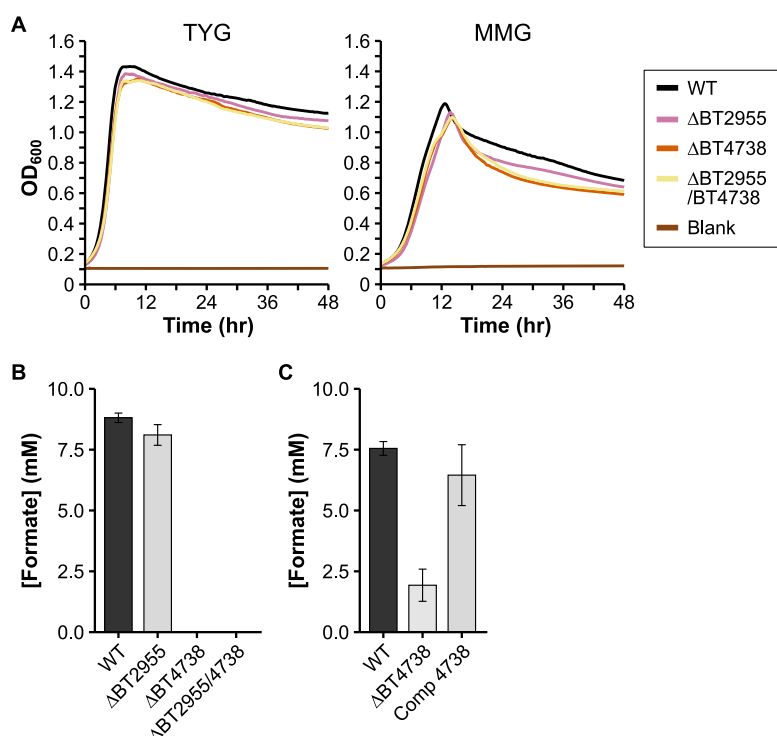 A
TYG
MMG
OD600
1.6
1.4
1.2
1.0
0.8
0.6
0.4
0.2
0
0 12 24 36 48
Time (hr)
1.6
1.4
1.2
1.0
0.8
0.6
0.4
0.2
0
0 12 24 36 48
Time (hr)
WT
ΔBT2955
ΔBT4738
ΔBT2955
/BT4738
Blank
B
[Formate] (mM)
10.0
7.5
5.0
2.5
0.0
WT
ΔBT2955
ΔBT4738
ΔBT2955/4738
C
[Formate] (mM)
10.0
7.5
5.0
2.5
0.0
WT
ΔBT4738
Comp 4738